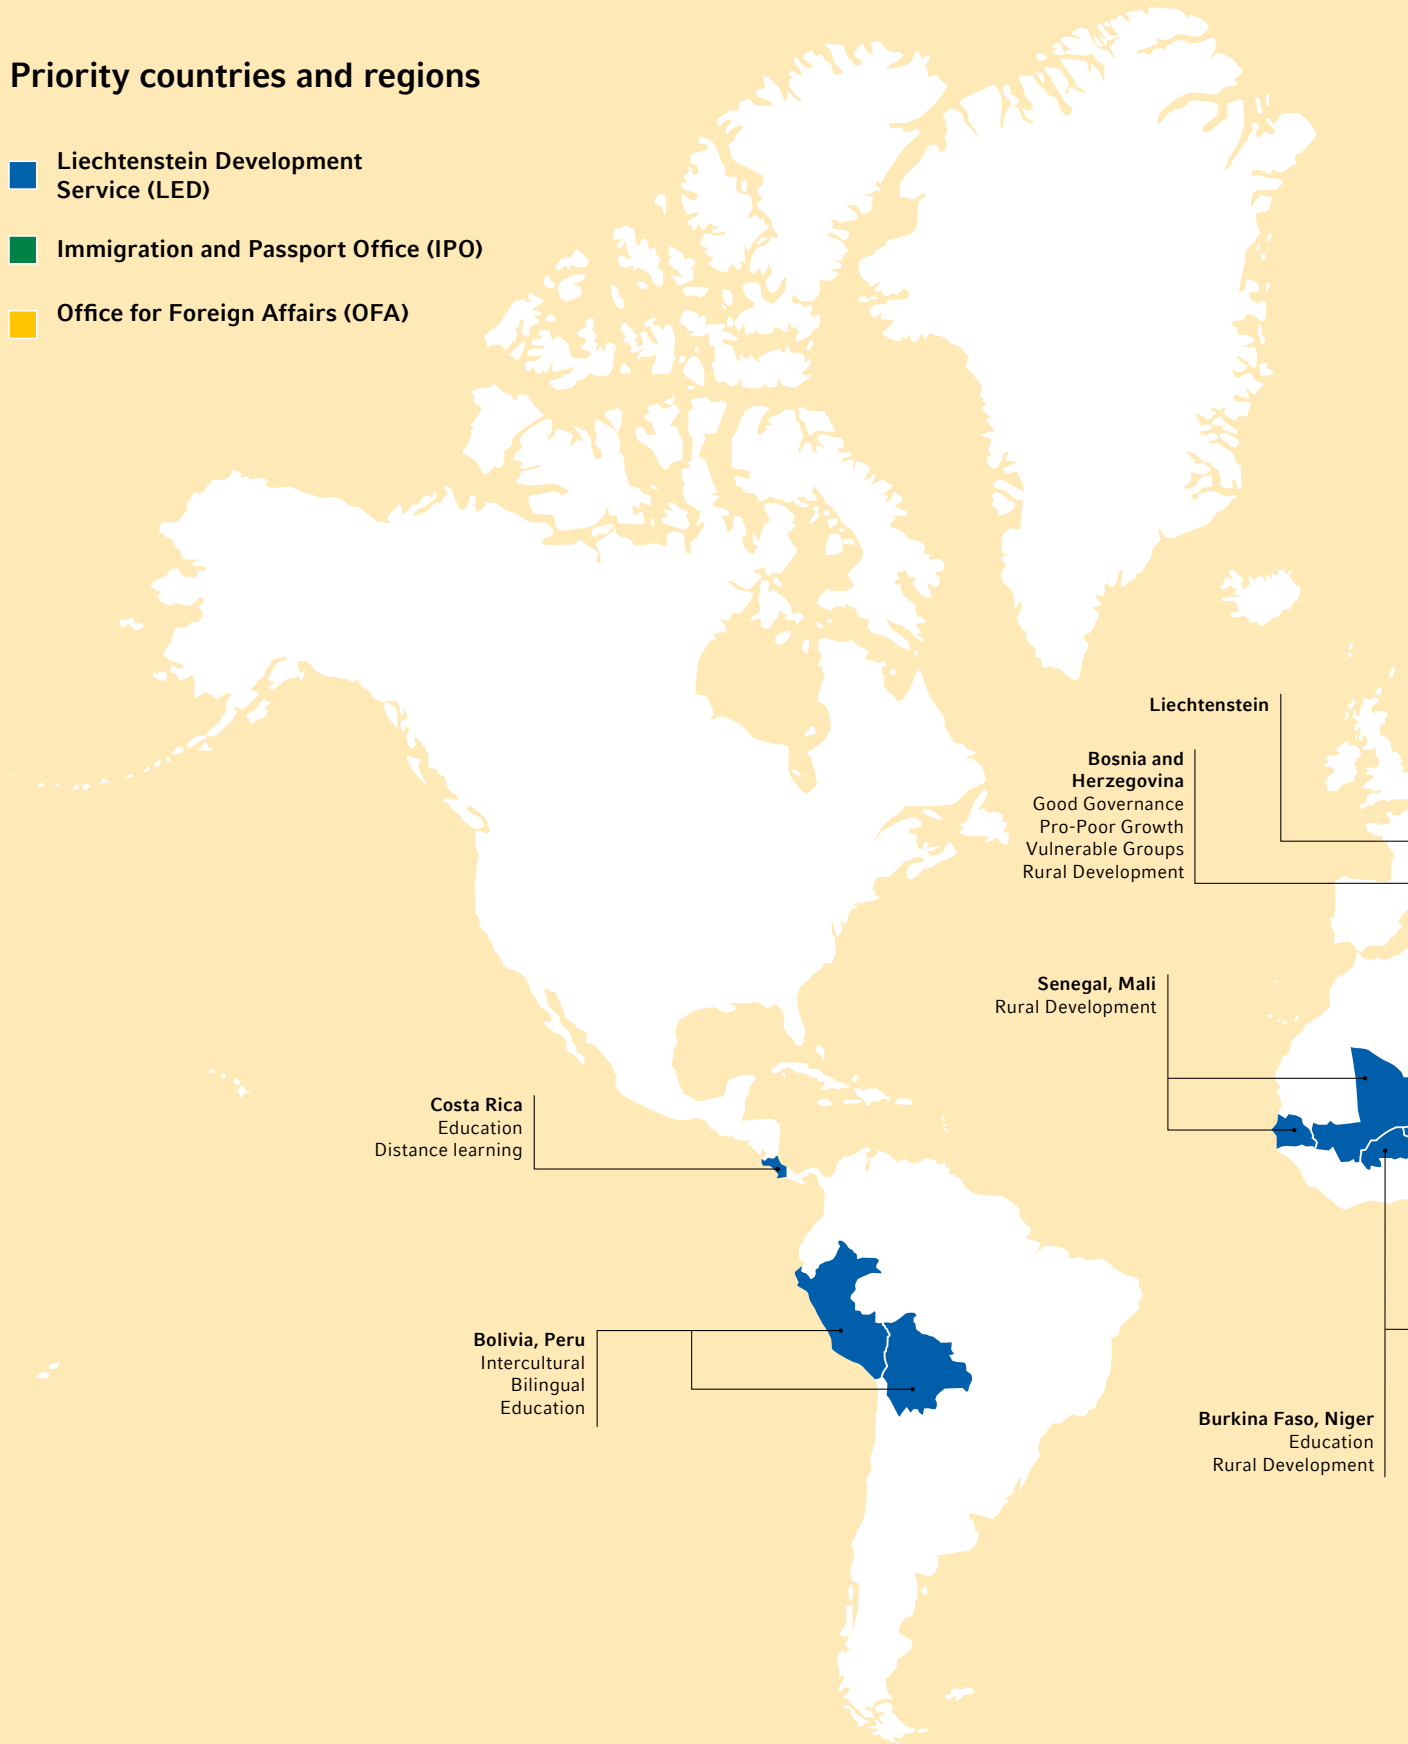 Priority countries and regions
Liechtenstein Development
Service (LED)
Immigration and Passport Office (IPO)
Office for Foreign Affairs (OFA)
Liechtenstein
Bosnia and
Herzegovina
Good Governance
Pro-Poor Growth
Vulnerable Groups
Rural Development
Senegal, Mali
Rural Development
Costa Rica
Education
Distance learning
Bolivia, Peru
Intercultural
Bilingual
Education
Burkina Faso, Niger
Education
Rural Development